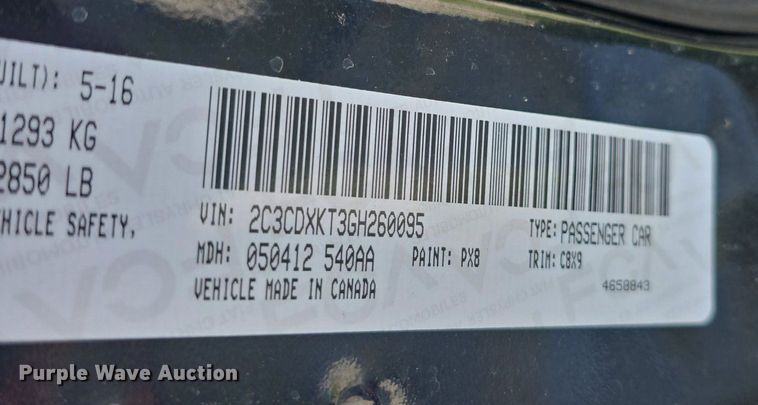 UILT): 5-16
1293 KG
2850 LB
HICLE SAFETY,
VIN: 2C3CDXKT3GH260095
TYPE: PASSENGER CAR
MDH: 050412 540AA
PAINT: PX8
TRIM: C8X9
VEHICLE MADE IN CANADA
4658843
Purple Wave Auction